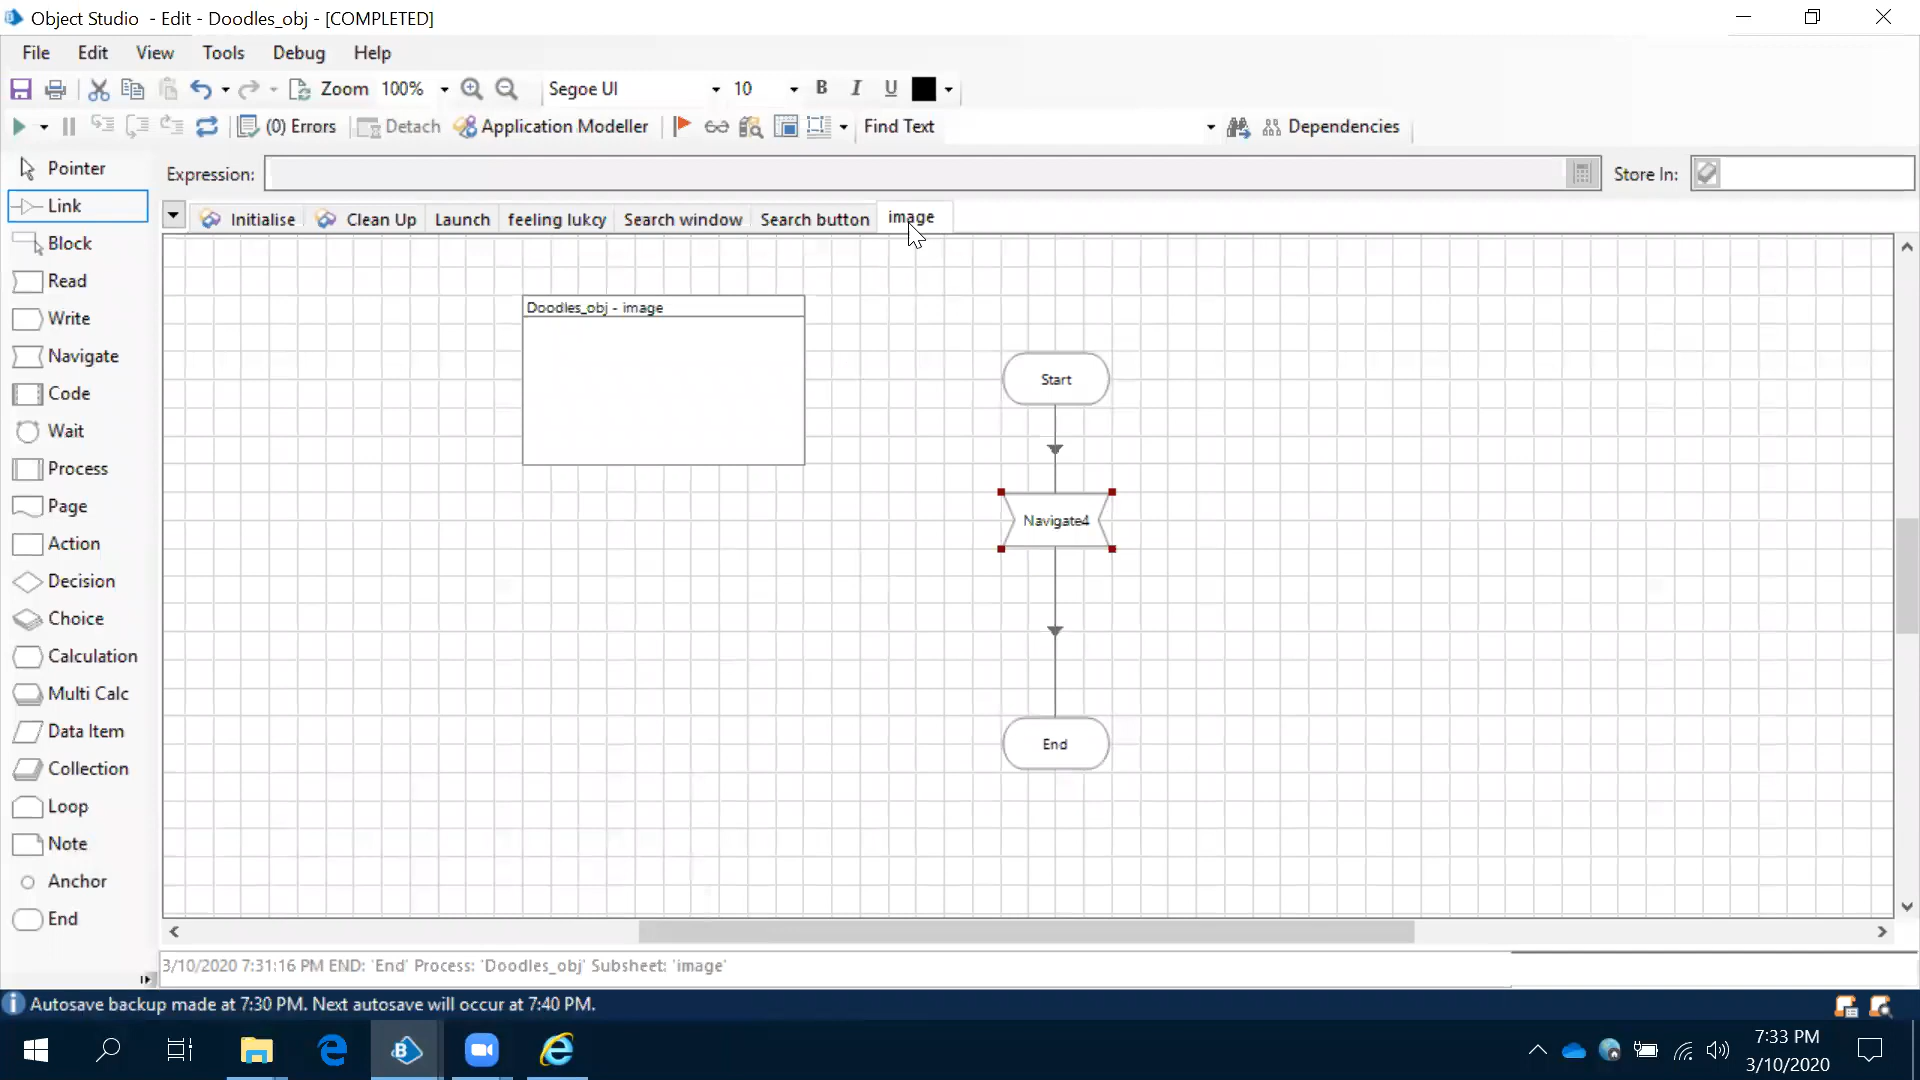 Object Studio - Edit - Doodles_obj - [COMPLETED]
File Edit View Tools Debug Help
Zoom 100% Segoe UI 10 B I U
(0) Errors Detach Application Modeller Find Text Dependencies
Pointer
Expression: Store In:
Link
Initialise Clean Up Launch feeling lukcy Search window Search button image
Block
Read
Write
Navigate
Code
Wait
Process
Page
Action
Decision
Choice
Calculation
Multi Calc
Data Item
Collection
Loop
Note
Anchor
End
Doodles_obj - image
Start
Navigate4
End
3/10/2020 7:31:16 PM END: 'End' Process: 'Doodles_obj' Subsheet: 'image'
Autosave backup made at 7:30 PM. Next autosave will occur at 7:40 PM.
7:33 PM
3/10/2020